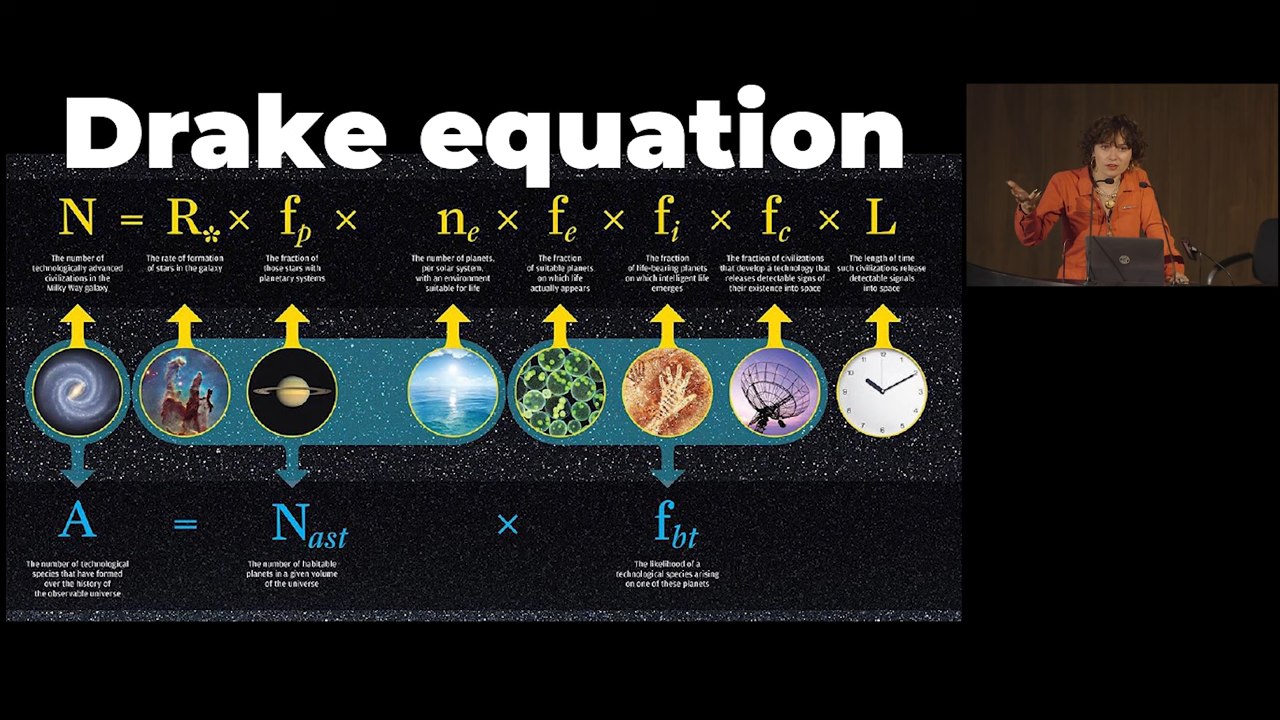 Drake equation
N = R* × fp × ne × fe × fi × fc × L
The number of
technologically advanced
civilizations in the
Milky Way galaxy
The rate of formation
of stars in the galaxy
The fraction of
those stars with
planetary systems
The number of planets,
per solar system,
with an environment
suitable for life
The fraction
of suitable planets
on which life
actually appears
The fraction
of life-bearing planets
on which intelligent life
emerges
The fraction of civilizations
that develop a technology that
releases detectable signs of
their existence into space
The length of time
such civilizations release
detectable signals
into space
A = Nast × fbt
The number of technological
species that have formed
over the history of
the observable universe
The number of habitable
planets in a given volume
of the universe
The likelihood of a
technological species arising
on one of these planets